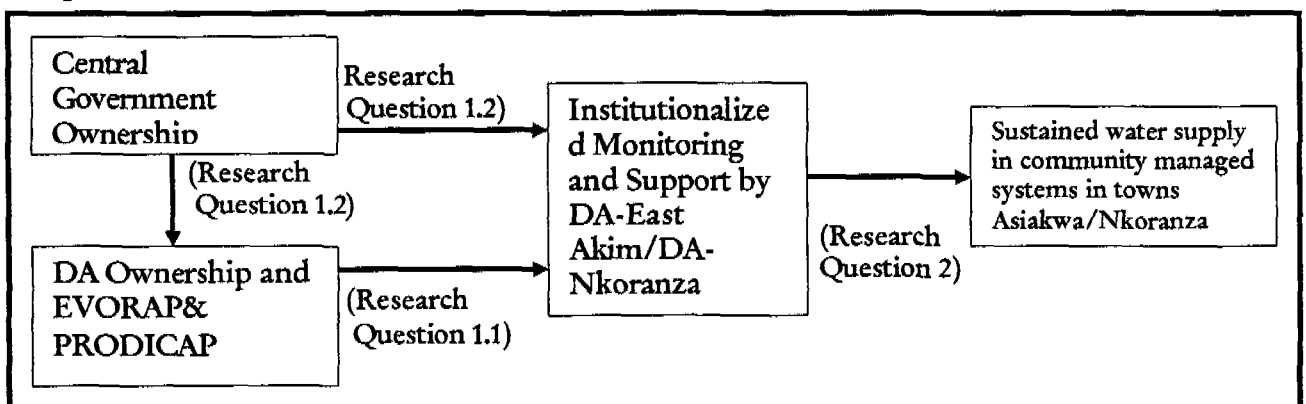 Central
Government
Ownership
Research
Question 1.2)
(Research
Question 1.2)
DA Ownership and
EVORAP&
PRODICAP
(Research
Question 1.1)
Institutionalize
d Monitoring
and Support by
DA-East
Akim/DA-
Nkoranza
(Research
Question 2)
Sustained water supply
in community managed
systems in towns
Asiakwa/Nkoranza